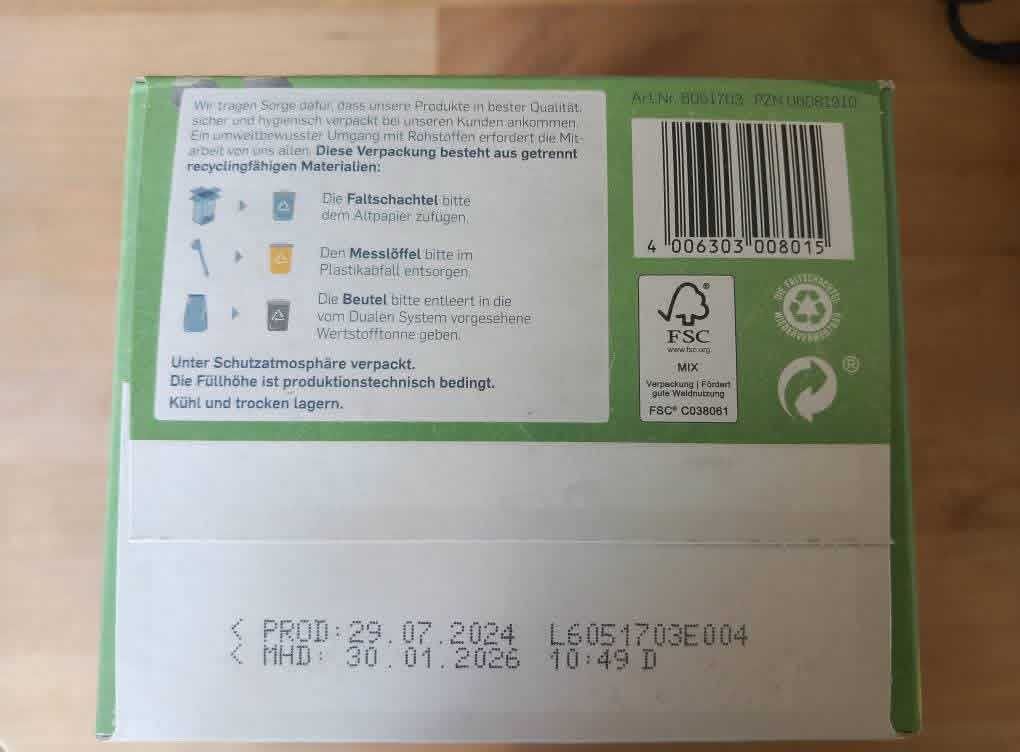 Wir tragen Sorge dafür, dass unsere Produkte in bester Qualität,
sicher und hygienisch verpackt bei unseren Kunden ankommen.
Ein umweltbewusster Umgang mit Rohstoffen erfordert die Mit-
arbeit von uns allen. Diese Verpackung besteht aus getrennt
recyclingfähigen Materialien:
Die Faltschachtel bitte
dem Altpapier zufügen.
Den Messlöffel bitte im
Plastikabfall entsorgen.
Die Beutel bitte entleert in die
vom Dualen System vorgesehene
Wertstofftonne geben.
Unter Schutzatmosphäre verpackt.
Die Füllhöhe ist produktionstechnisch bedingt.
Kühl und trocken lagern.
Art.Nr. 6051703 PZN 06081910
4 006303 008015
FSC®
www.fsc.org
MIX
Verpackung | Fördert
gute Waldnutzung
FSC® C038061
DIE FALTSCHACHTEL
WIEDERVERWERTBAR
®
< PROD: 29.07.2024 L6051703E004
< MHD: 30.01.2026 10:49 D